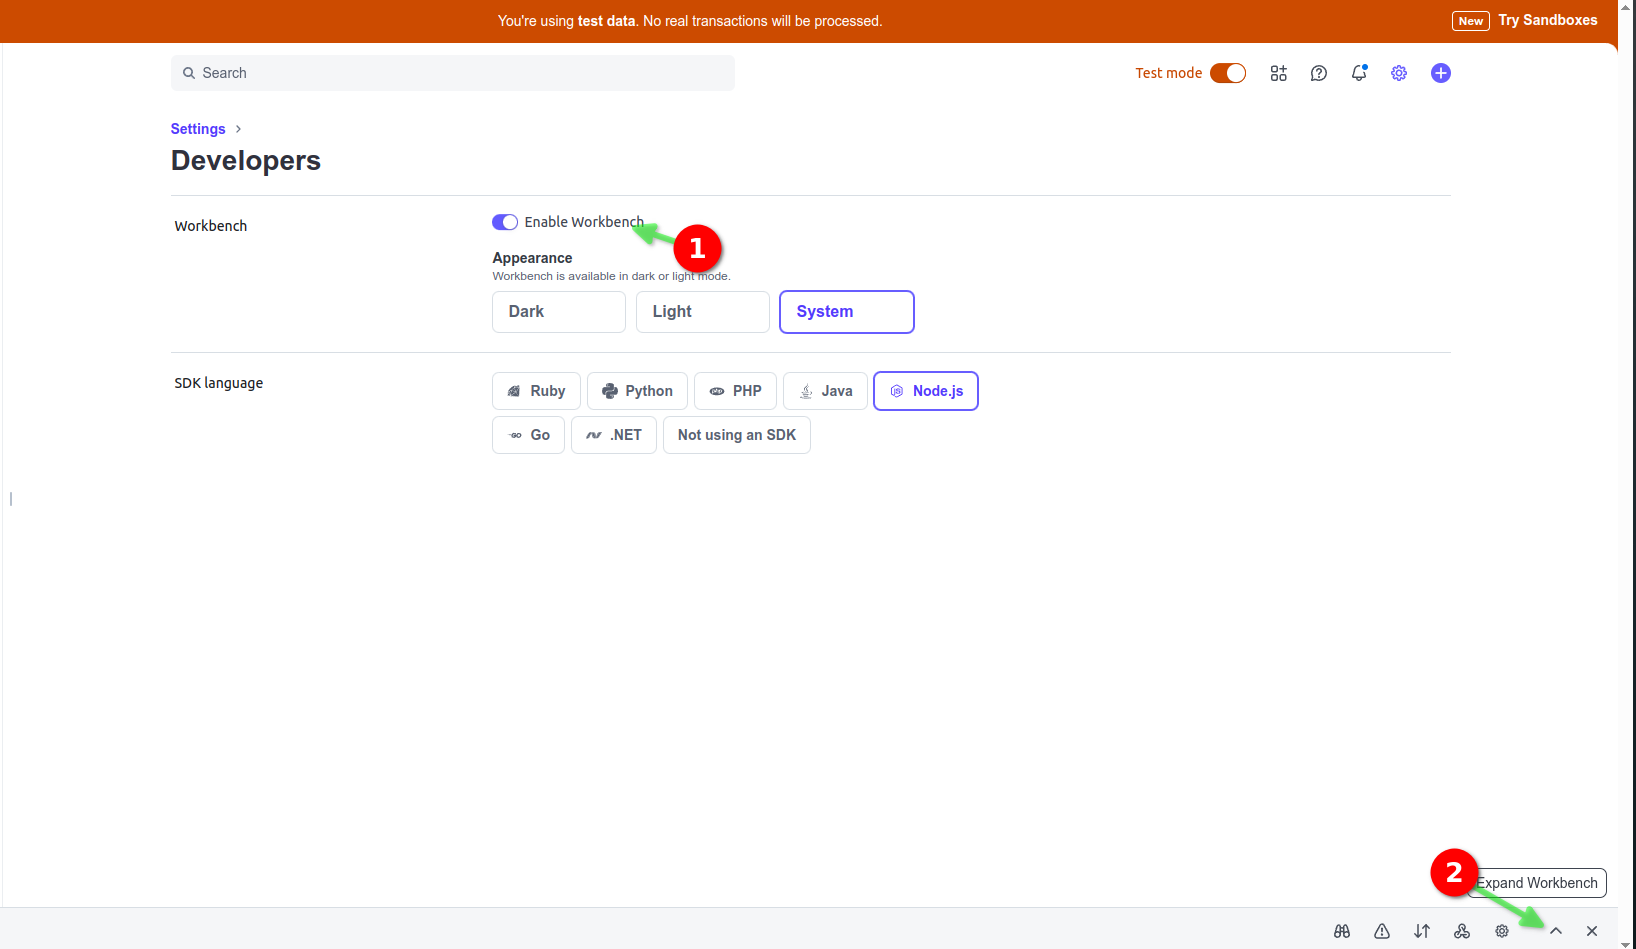 You're using test data. No real transactions will be processed.
New Try Sandboxes
Search
Test mode
Settings
Developers
Workbench
Enable Workbench
1
Appearance
Workbench is available in dark or light mode.
Dark Light System
SDK language
Ruby Python PHP Java Node.js
Go .NET Not using an SDK
2
Expand Workbench